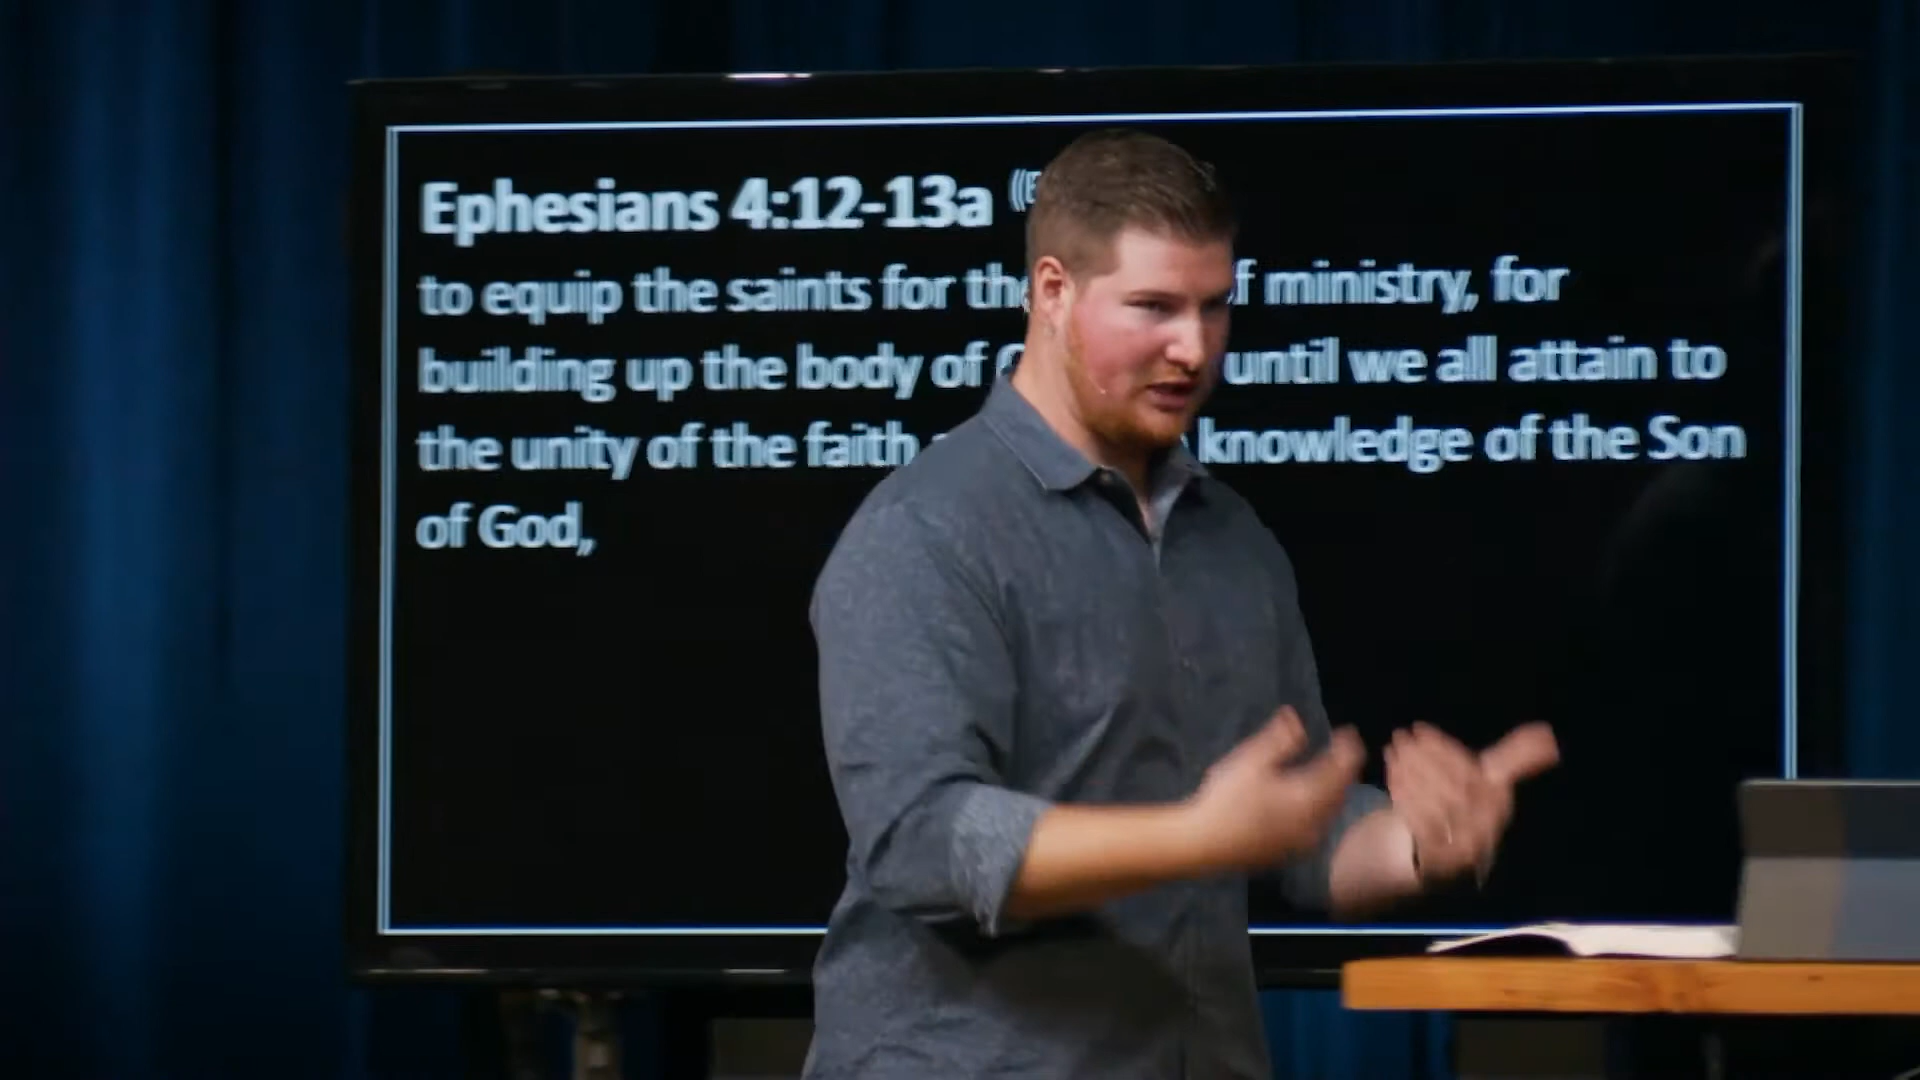 Ephesians 4:12-13a
to equip the saints for f ministry, for
building up the body of until we all attain to
the unity of the faith knowledge of the Son
of God,